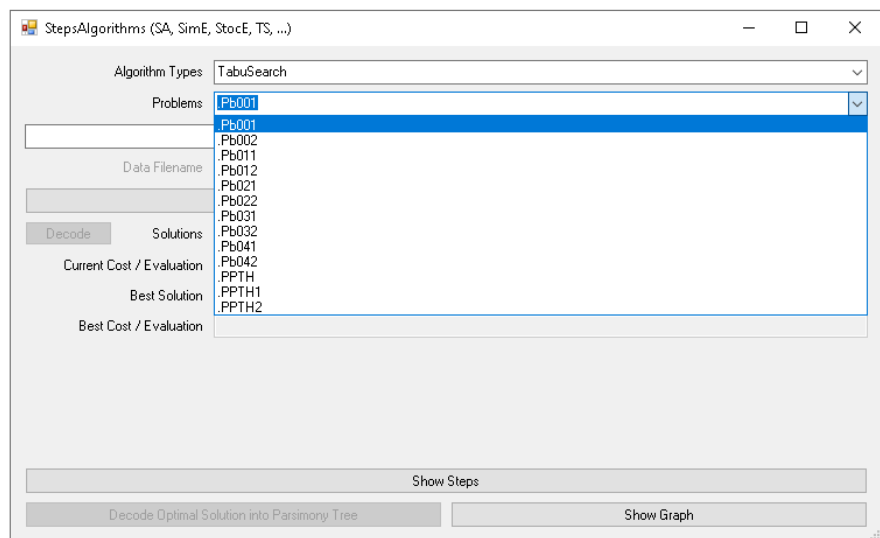 StepsAlgorithms (SA, SimE, StocE, TS, ...)
Algorithm Types TabuSearch
Problems .Pb001
.Pb001
.Pb002
.Pb011
Data Filename .Pb012
.Pb021
.Pb022
.Pb031
Decode Solutions .Pb032
.Pb041
Current Cost / Evaluation .Pb042
.PPTH
Best Solution .PPTH1
.PPTH2
Best Cost / Evaluation
Show Steps
Decode Optimal Solution into Parsimony Tree Show Graph